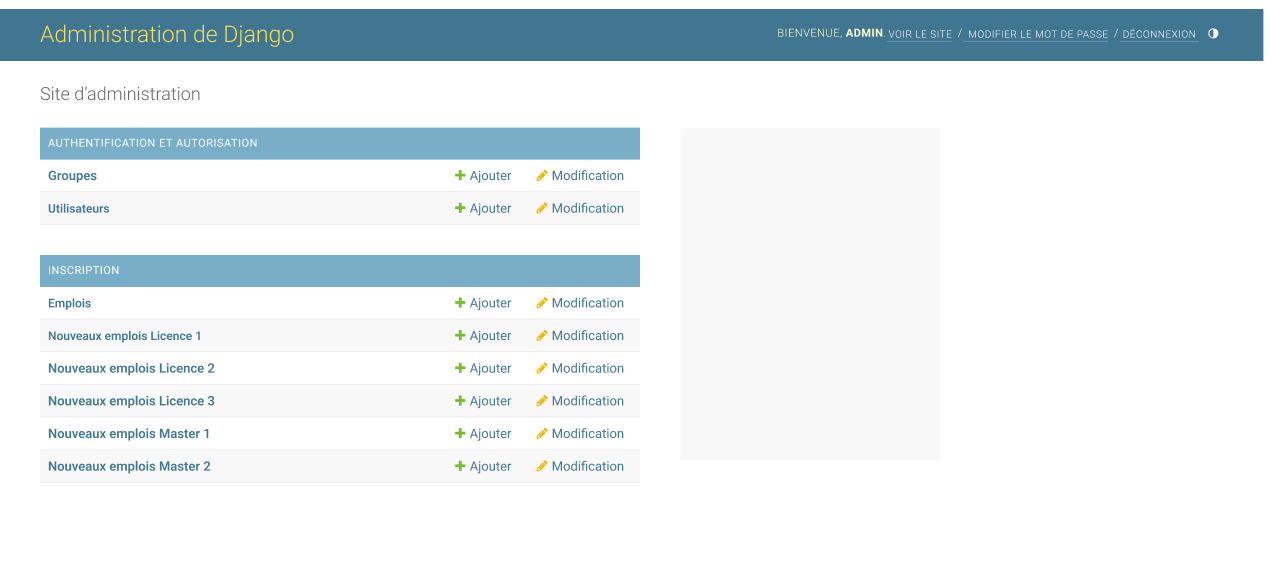 Administration de Django
BIENVENUE, ADMIN. VOIR LE SITE / MODIFIER LE MOT DE PASSE / DÉCONNEXION
Site d’administration
AUTHENTIFICATION ET AUTORISATION
Groupes Ajouter Modification
Utilisateurs Ajouter Modification
INSCRIPTION
Emplois Ajouter Modification
Nouveaux emplois Licence 1 Ajouter Modification
Nouveaux emplois Licence 2 Ajouter Modification
Nouveaux emplois Licence 3 Ajouter Modification
Nouveaux emplois Master 1 Ajouter Modification
Nouveaux emplois Master 2 Ajouter Modification